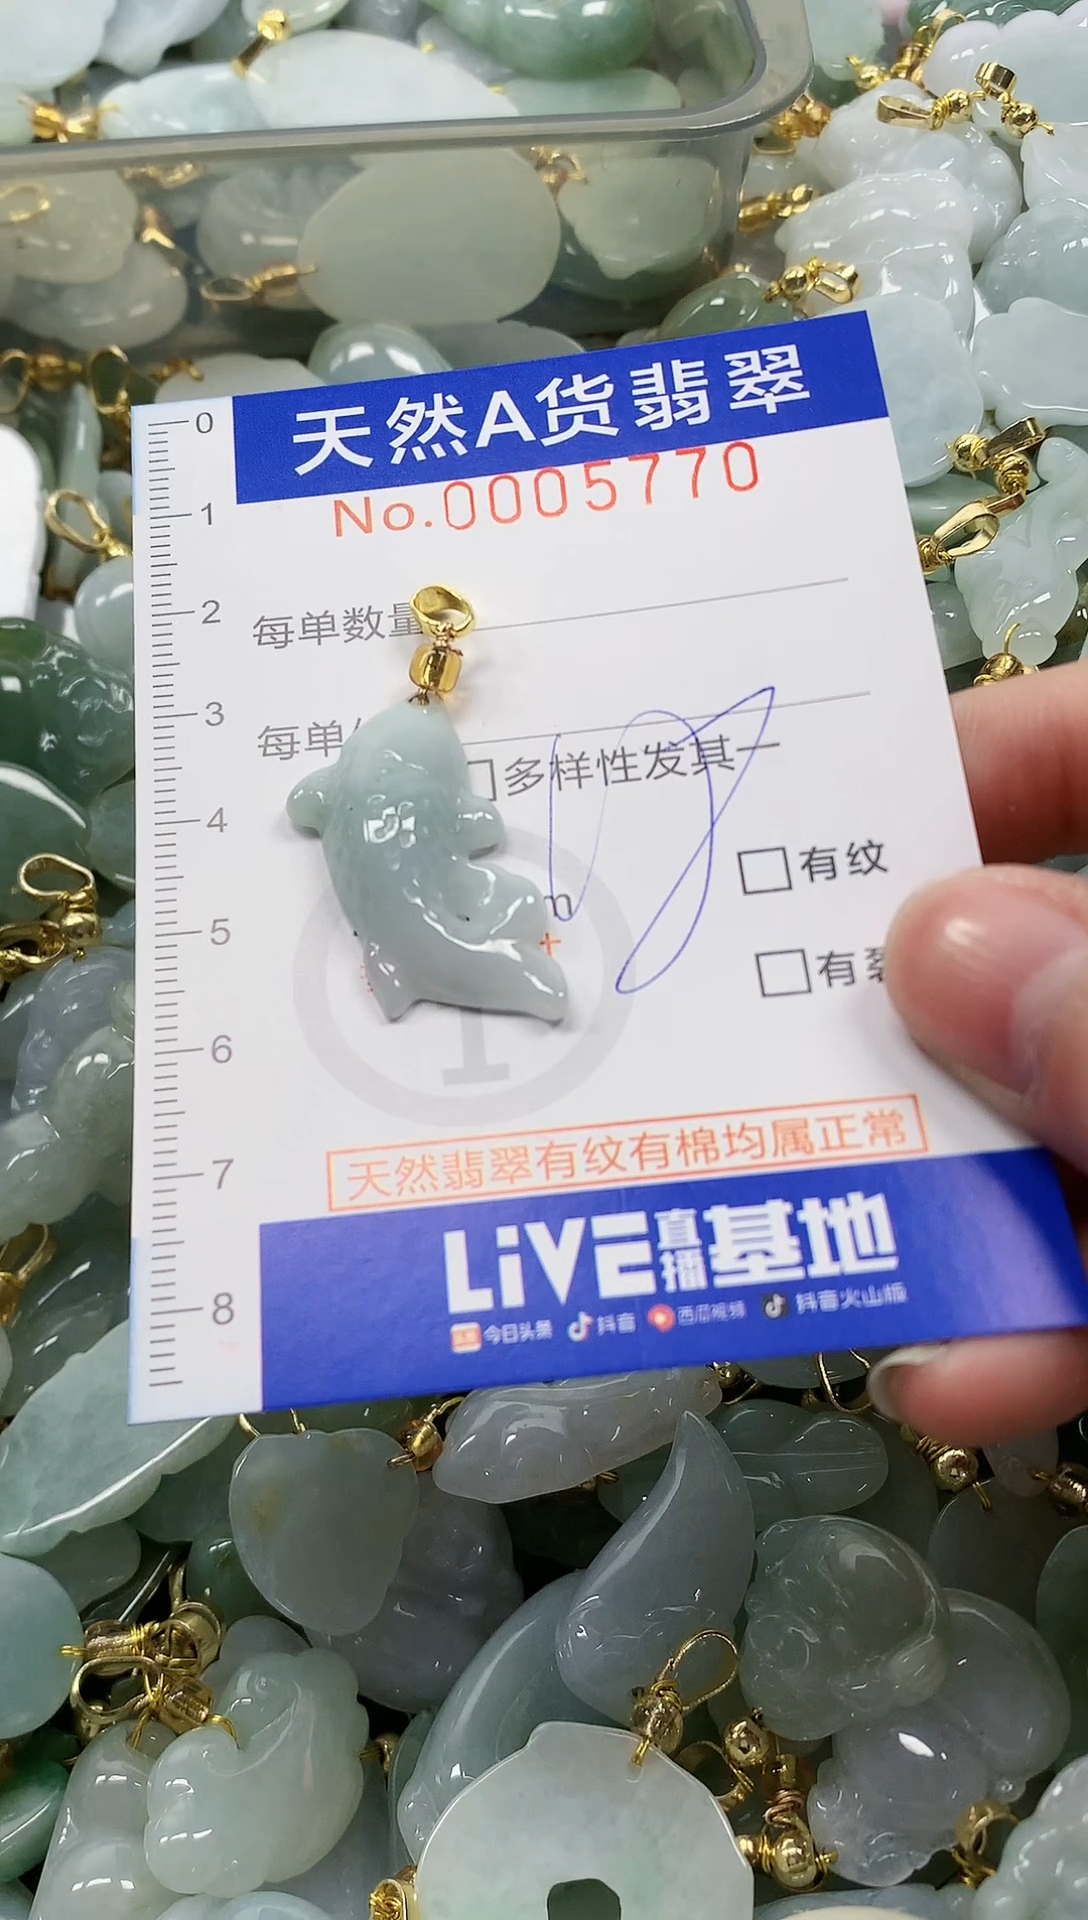 天然A货翡翠
No.0005770
0
1
2
3
4
5
6
7
8
每单数量
每单
多样性发其一
有纹
m
+
有裂
天然翡翠有纹有棉均属正常
LiVE直播基地
今日头条 抖音 西瓜视频 抖音火山版